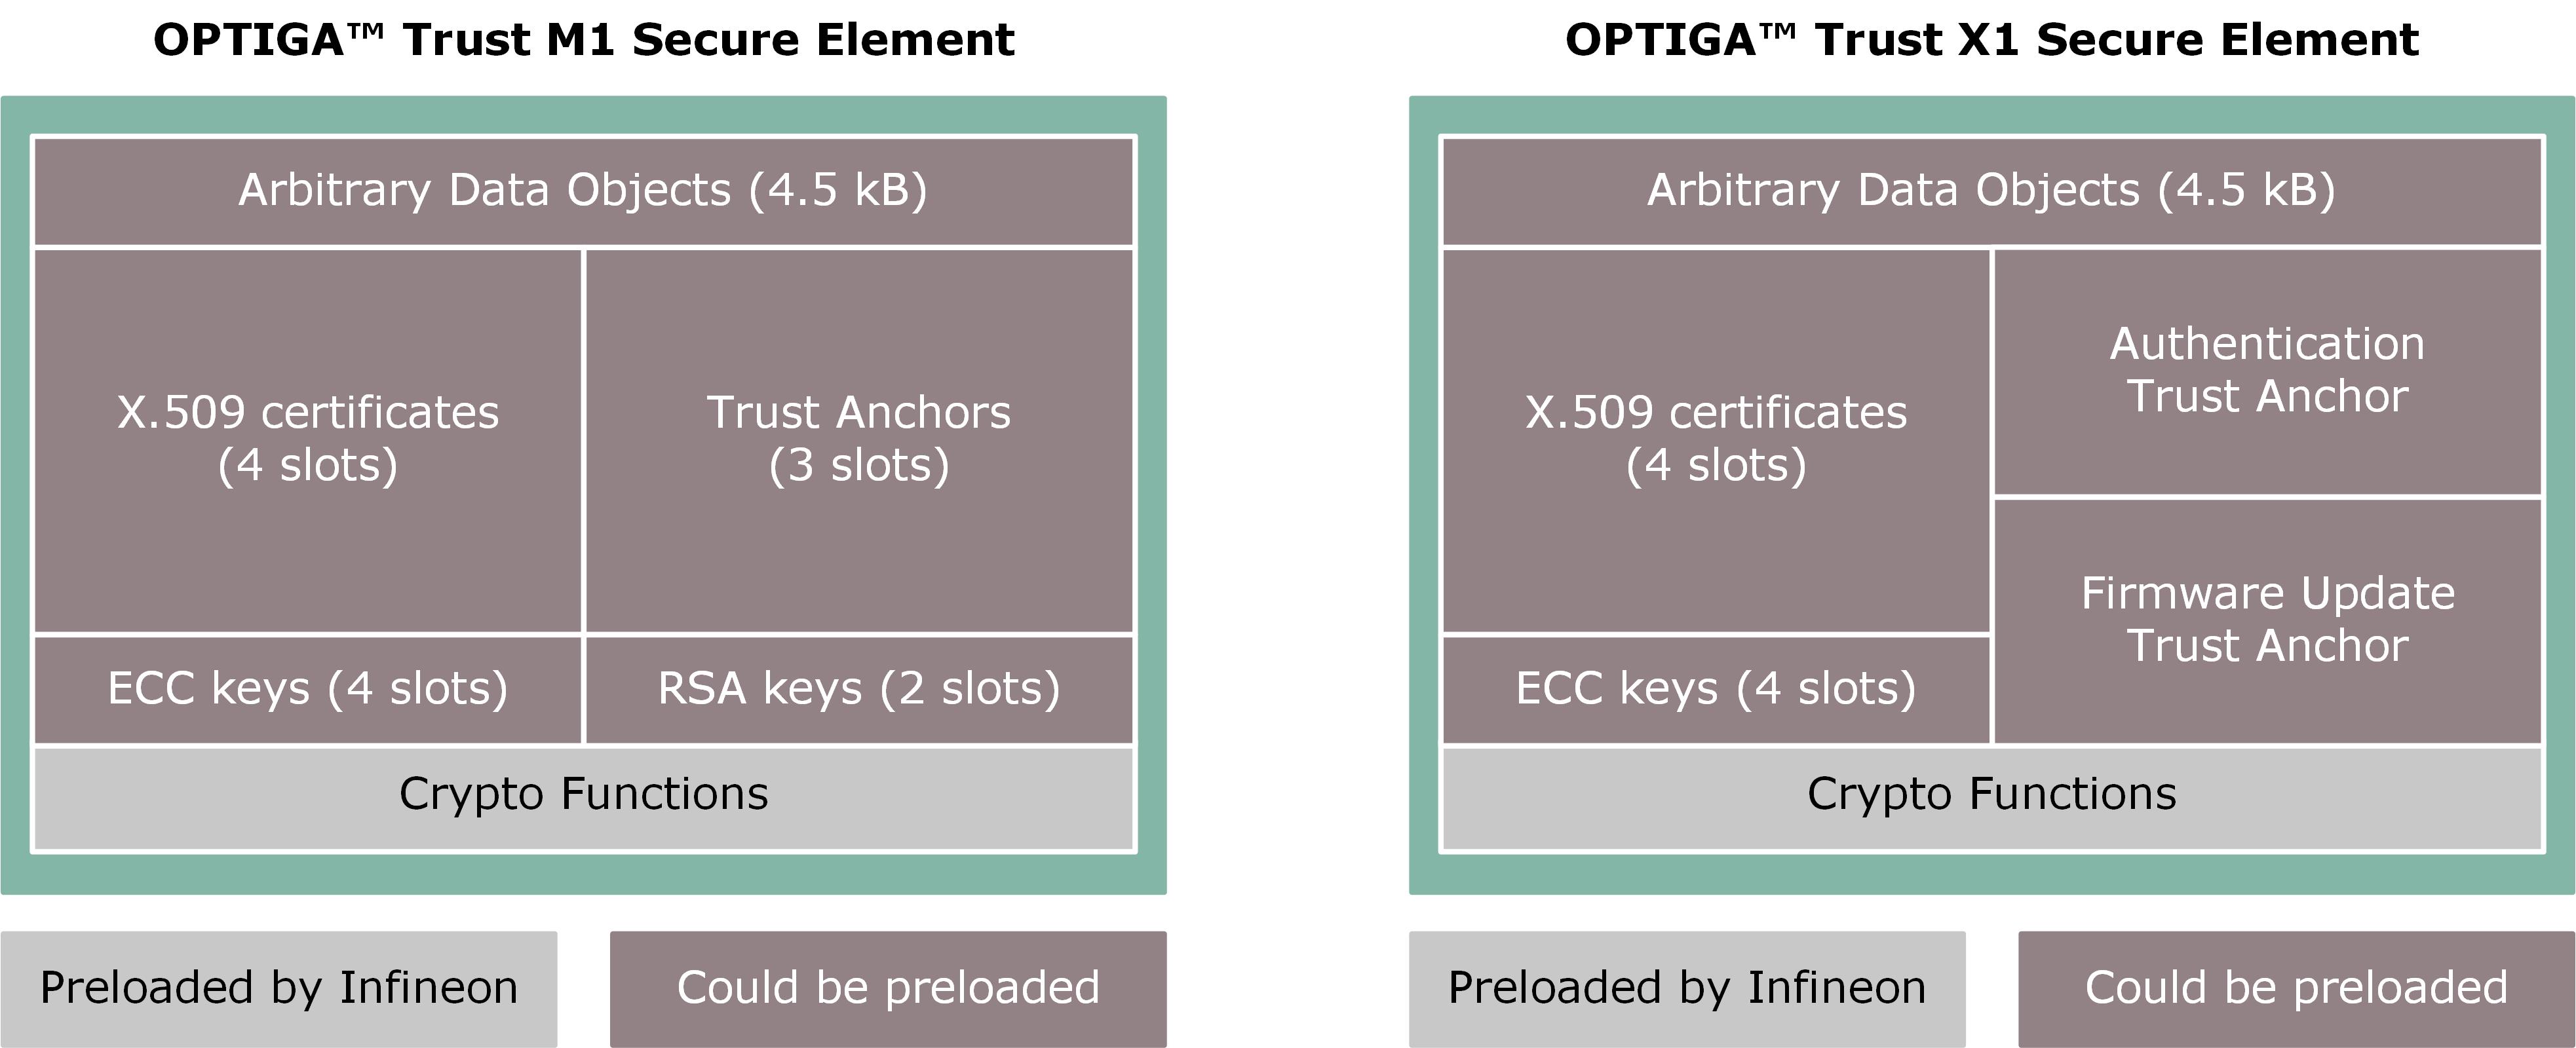 OPTIGA™ Trust M1 Secure Element
Arbitrary Data Objects (4.5 kB)
X.509 certificates
(4 slots)
Trust Anchors
(3 slots)
ECC keys (4 slots)
RSA keys (2 slots)
Crypto Functions
Preloaded by Infineon
Could be preloaded
OPTIGA™ Trust X1 Secure Element
Arbitrary Data Objects (4.5 kB)
X.509 certificates
(4 slots)
Authentication
Trust Anchor
Firmware Update
Trust Anchor
ECC keys (4 slots)
Crypto Functions
Preloaded by Infineon
Could be preloaded